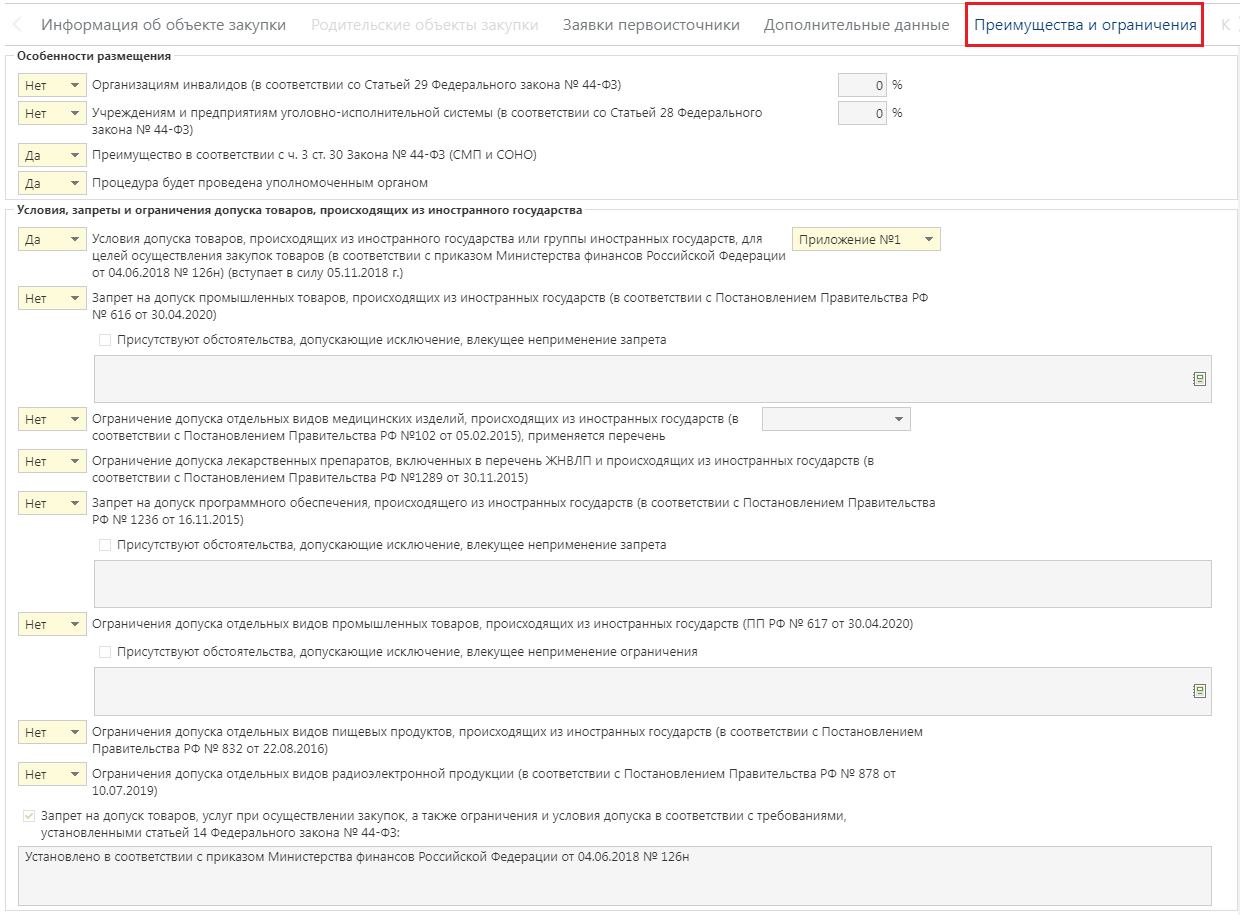 Информация об объекте закупки Родительские объекты закупки Заявки первоисточники Дополнительные данные Преимущества и ограничения К
Особенности размещения
Нет Организациям инвалидов (в соответствии со Статьей 29 Федерального закона № 44-ФЗ) 0 %
Нет Учреждениям и предприятиям уголовно-исполнительной системы (в соответствии со Статьей 28 Федерального 0 %
закона № 44-ФЗ)
Да Преимущество в соответствии с ч. 3 ст. 30 Закона № 44-ФЗ (СМП и СОНО)
Да Процедура будет проведена уполномоченным органом
Условия, запреты и ограничения допуска товаров, происходящих из иностранного государства
Да Условия допуска товаров, происходящих из иностранного государства или группы иностранных государств, для Приложение №1
целей осуществления закупок товаров (в соответствии с приказом Министерства финансов Российской Федерации
от 04.06.2018 № 126н) (вступает в силу 05.11.2018 г.)
Нет Запрет на допуск промышленных товаров, происходящих из иностранных государств (в соответствии с Постановлением Правительства РФ
№ 616 от 30.04.2020)
Присутствуют обстоятельства, допускающие исключение, влекущее неприменение запрета
Нет Ограничение допуска отдельных видов медицинских изделий, происходящих из иностранных государств (в
соответствии с Постановлением Правительства РФ №102 от 05.02.2015), применяется перечень
Нет Ограничение допуска лекарственных препаратов, включенных в перечень ЖНВЛП и происходящих из иностранных государств (в
соответствии с Постановлением Правительства РФ №1289 от 30.11.2015)
Нет Запрет на допуск программного обеспечения, происходящего из иностранных государств (в соответствии с Постановлением Правительства
РФ № 1236 от 16.11.2015)
Присутствуют обстоятельства, допускающие исключение, влекущее неприменение запрета
Нет Ограничения допуска отдельных видов промышленных товаров, происходящих из иностранных государств (ПП РФ № 617 от 30.04.2020)
Присутствуют обстоятельства, допускающие исключение, влекущее неприменение ограничения
Нет Ограничения допуска отдельных видов пищевых продуктов, происходящих из иностранных государств (в соответствии с Постановлением
Правительства РФ № 832 от 22.08.2016)
Нет Ограничения допуска отдельных видов радиоэлектронной продукции (в соответствии с Постановлением Правительства РФ № 878 от
10.07.2019)
Запрет на допуск товаров, услуг при осуществлении закупок, а также ограничения и условия допуска в соответствии с требованиями,
установленными статьей 14 Федерального закона № 44-ФЗ:
Установлено в соответствии с приказом Министерства финансов Российской Федерации от 04.06.2018 № 126н